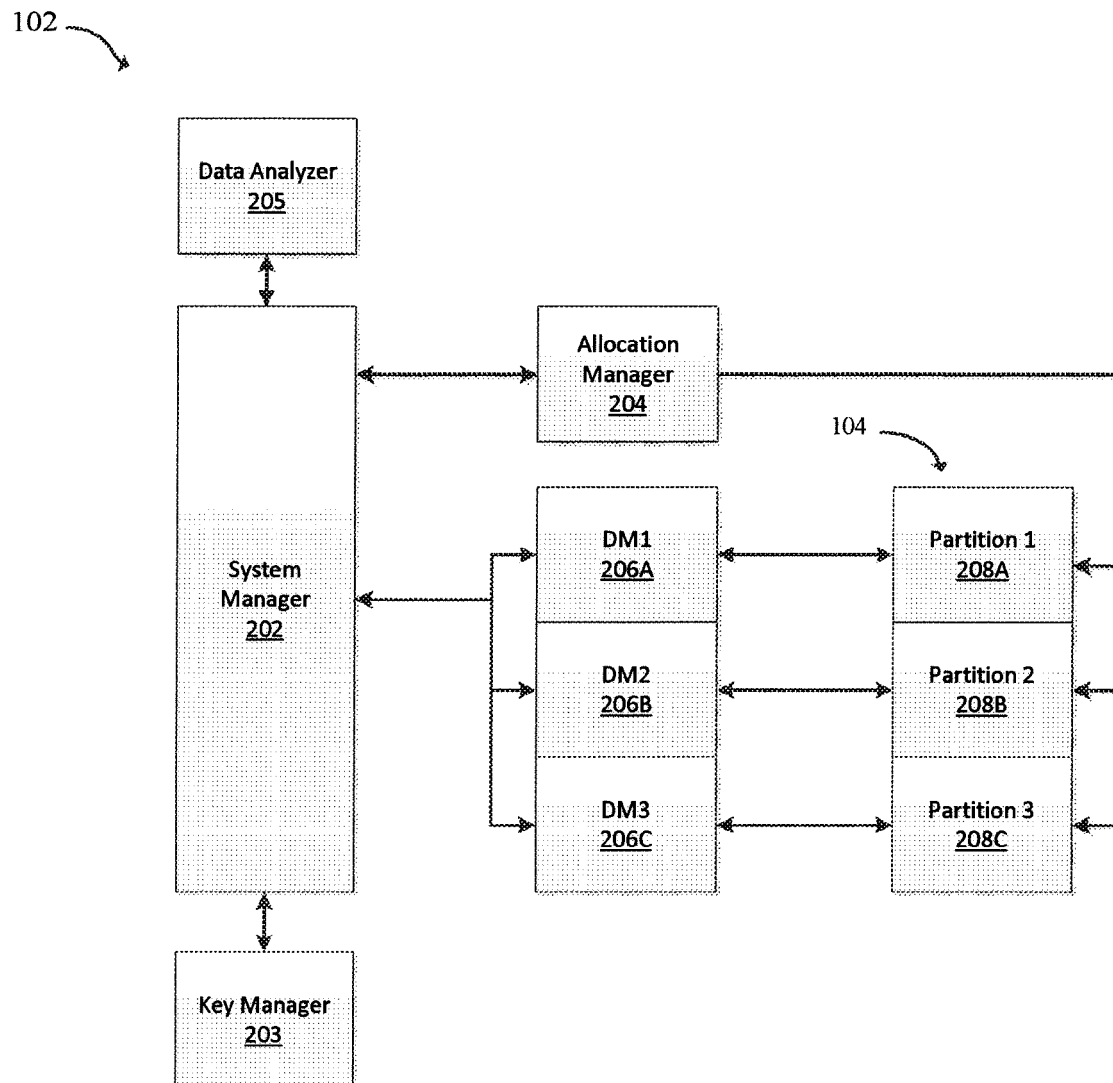 102
Data Analyzer
205
Allocation
Manager
204
104
System
Manager
202
DM1
206A
Partition 1
208A
DM2
206B
Partition 2
208B
DM3
206C
Partition 3
208C
Key Manager
203